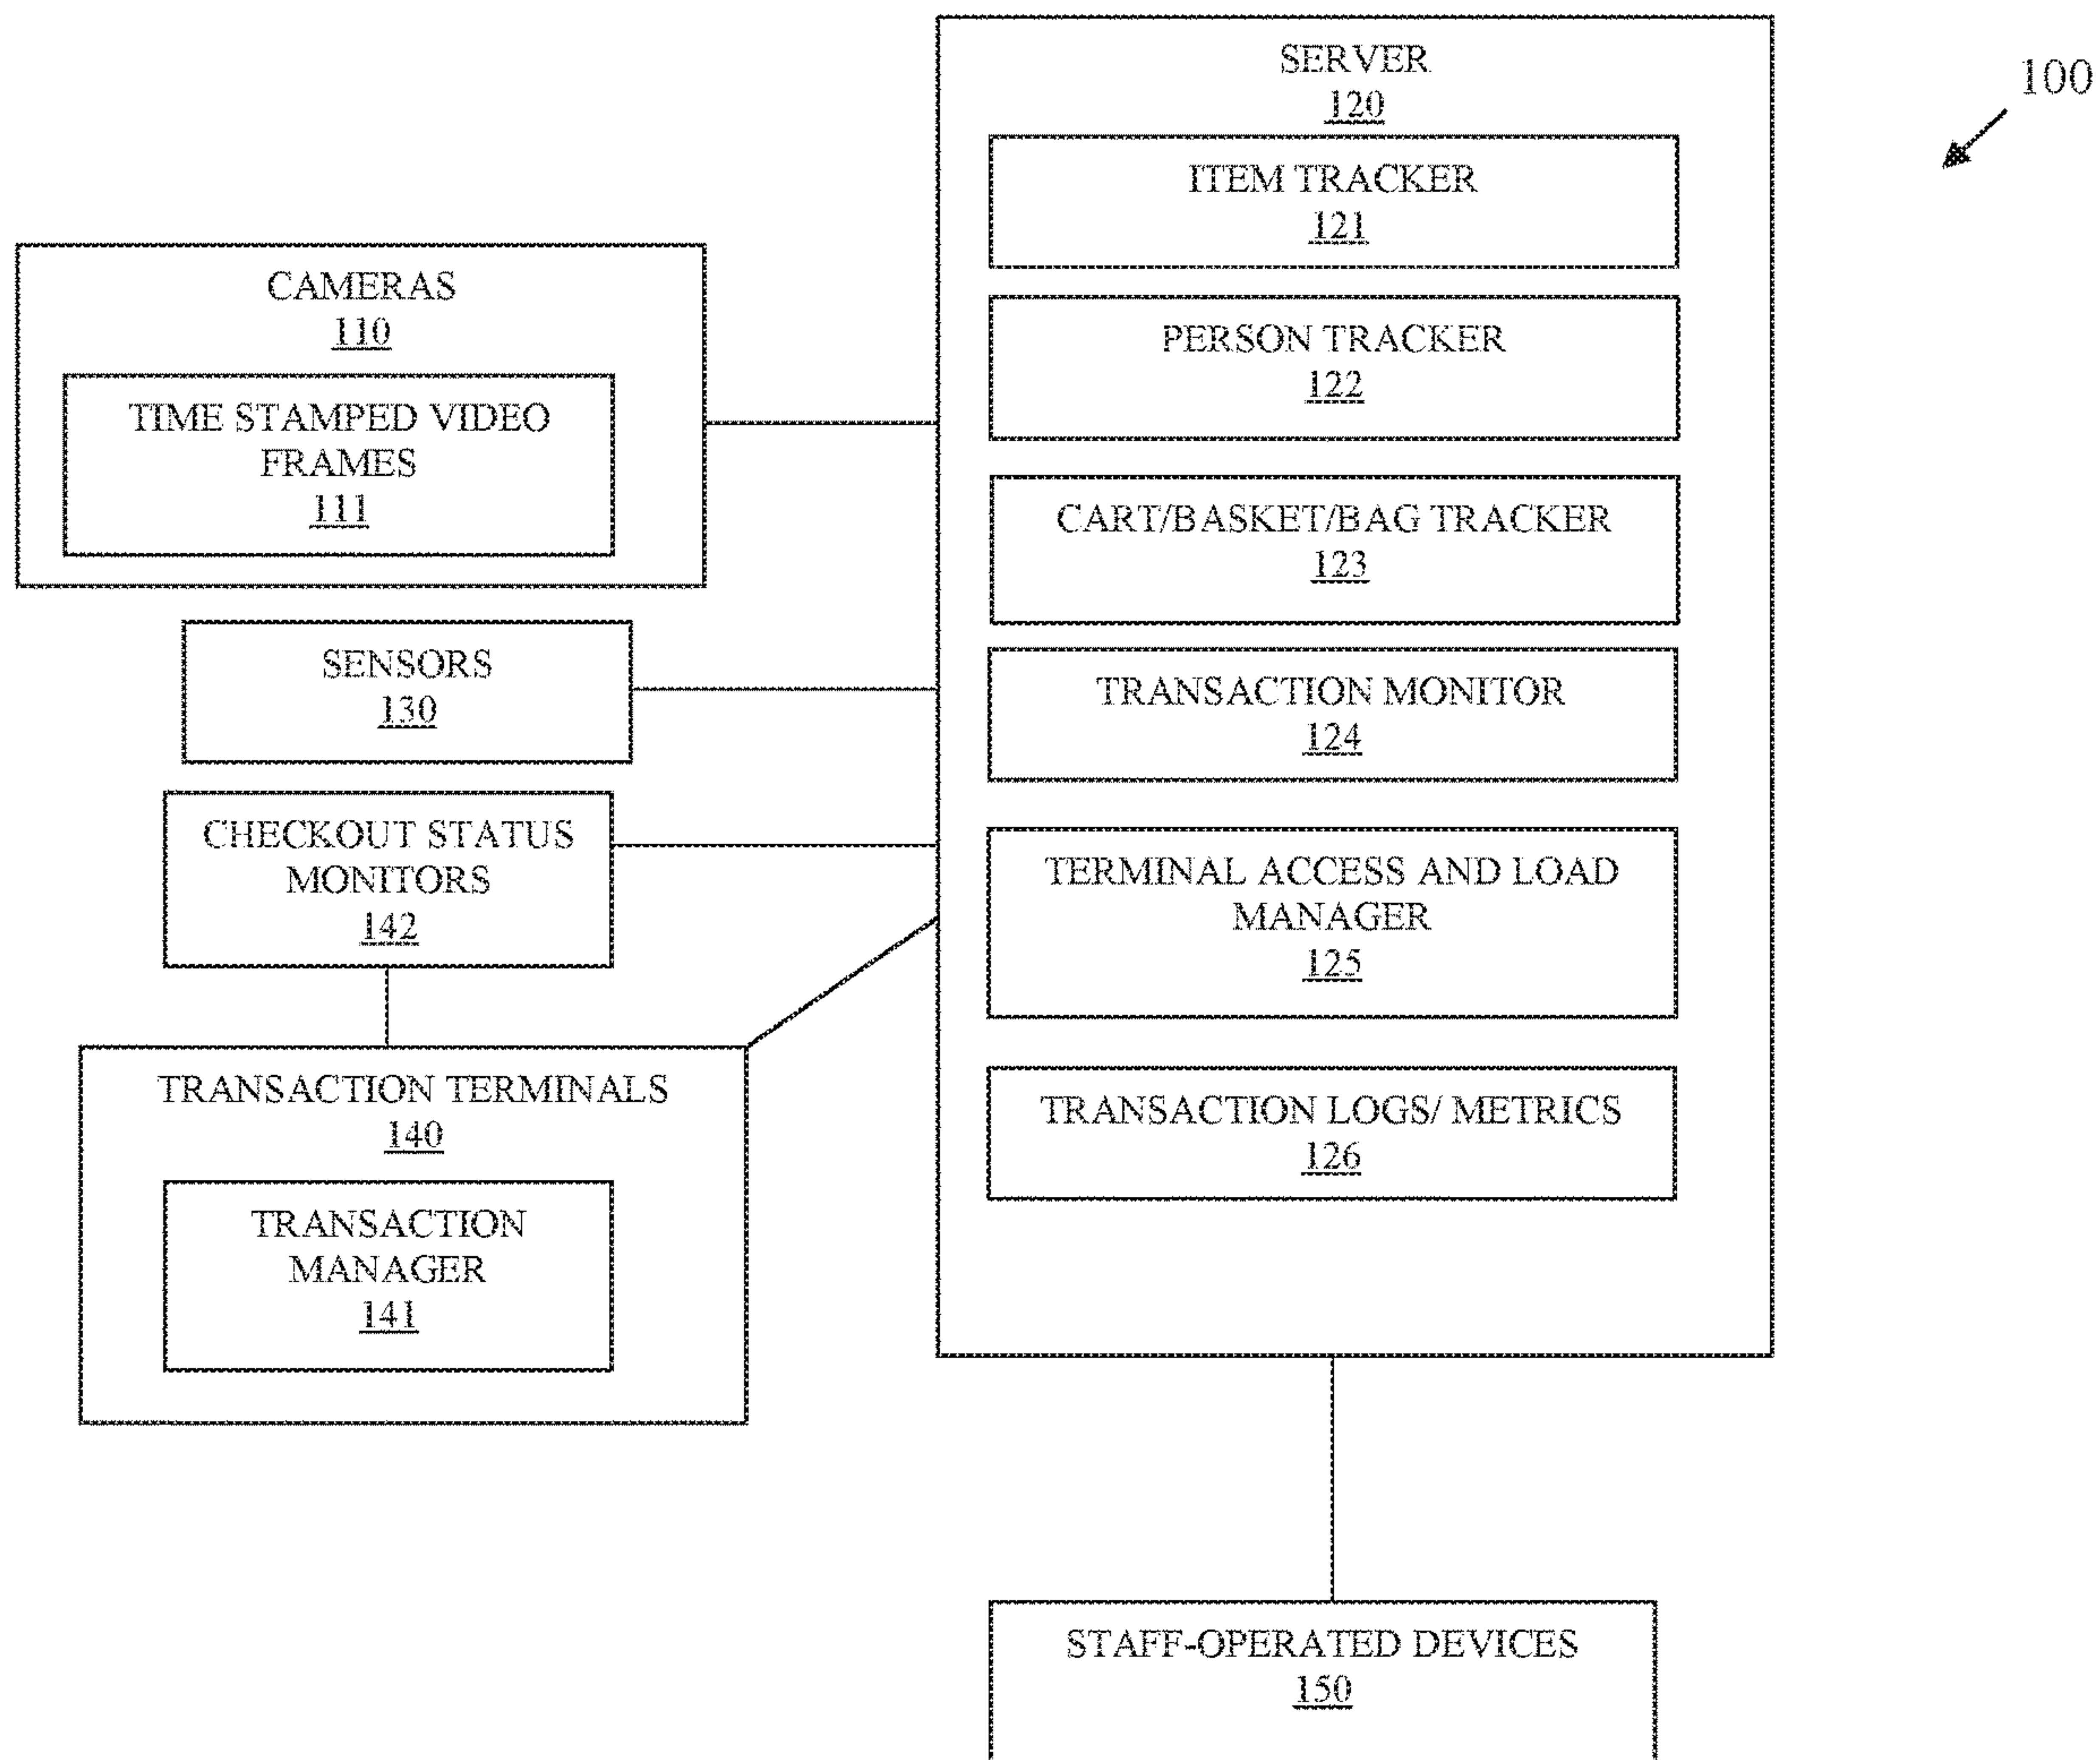 100
SERVER
120
ITEM TRACKER
121
PERSON TRACKER
122
CART/BASKET/BAG TRACKER
123
TRANSACTION MONITOR
124
TERMINAL ACCESS AND LOAD
MANAGER
125
TRANSACTION LOGS/ METRICS
126
CAMERAS
110
TIME STAMPED VIDEO
FRAMES
111
SENSORS
130
CHECKOUT STATUS
MONITORS
142
TRANSACTION TERMINALS
140
TRANSACTION
MANAGER
141
STAFF-OPERATED DEVICES
150